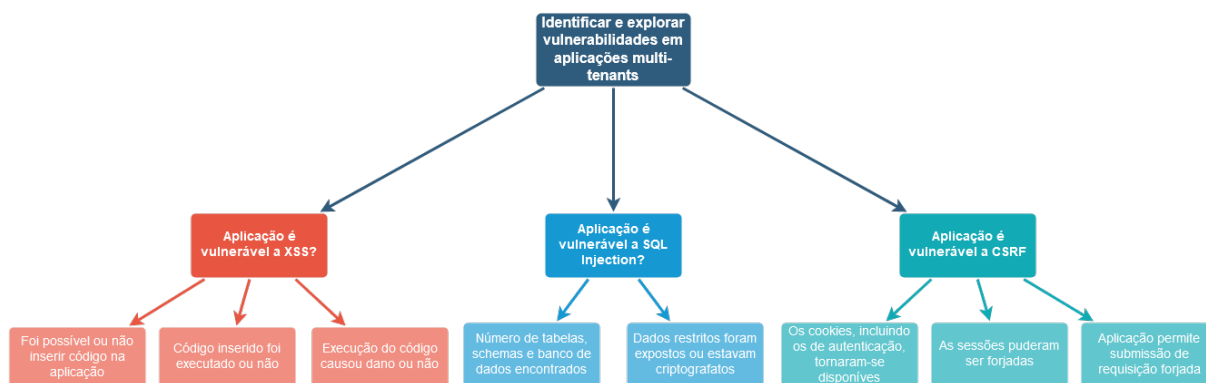 Identificar e explorar
vulnerabilidades em
aplicações multi-
tenants
Aplicação é
vulnerável a XSS?
Aplicação é
vulnerável a SQL
Injection?
Aplicação é
vulnerável a CSRF
Foi possível ou não
inserir código na
aplicação
Código inserido foi
executado ou não
Execução do código
causou dano ou não
Número de tabelas,
schemas e banco de
dados encontrados
Dados restritos foram
expostos ou estavam
criptografatos
Os cookies, incluindo
os de autenticação,
tornaram-se
disponíves
As sessões puderam
ser forjadas
Aplicação permite
submissão de
requisição forjada